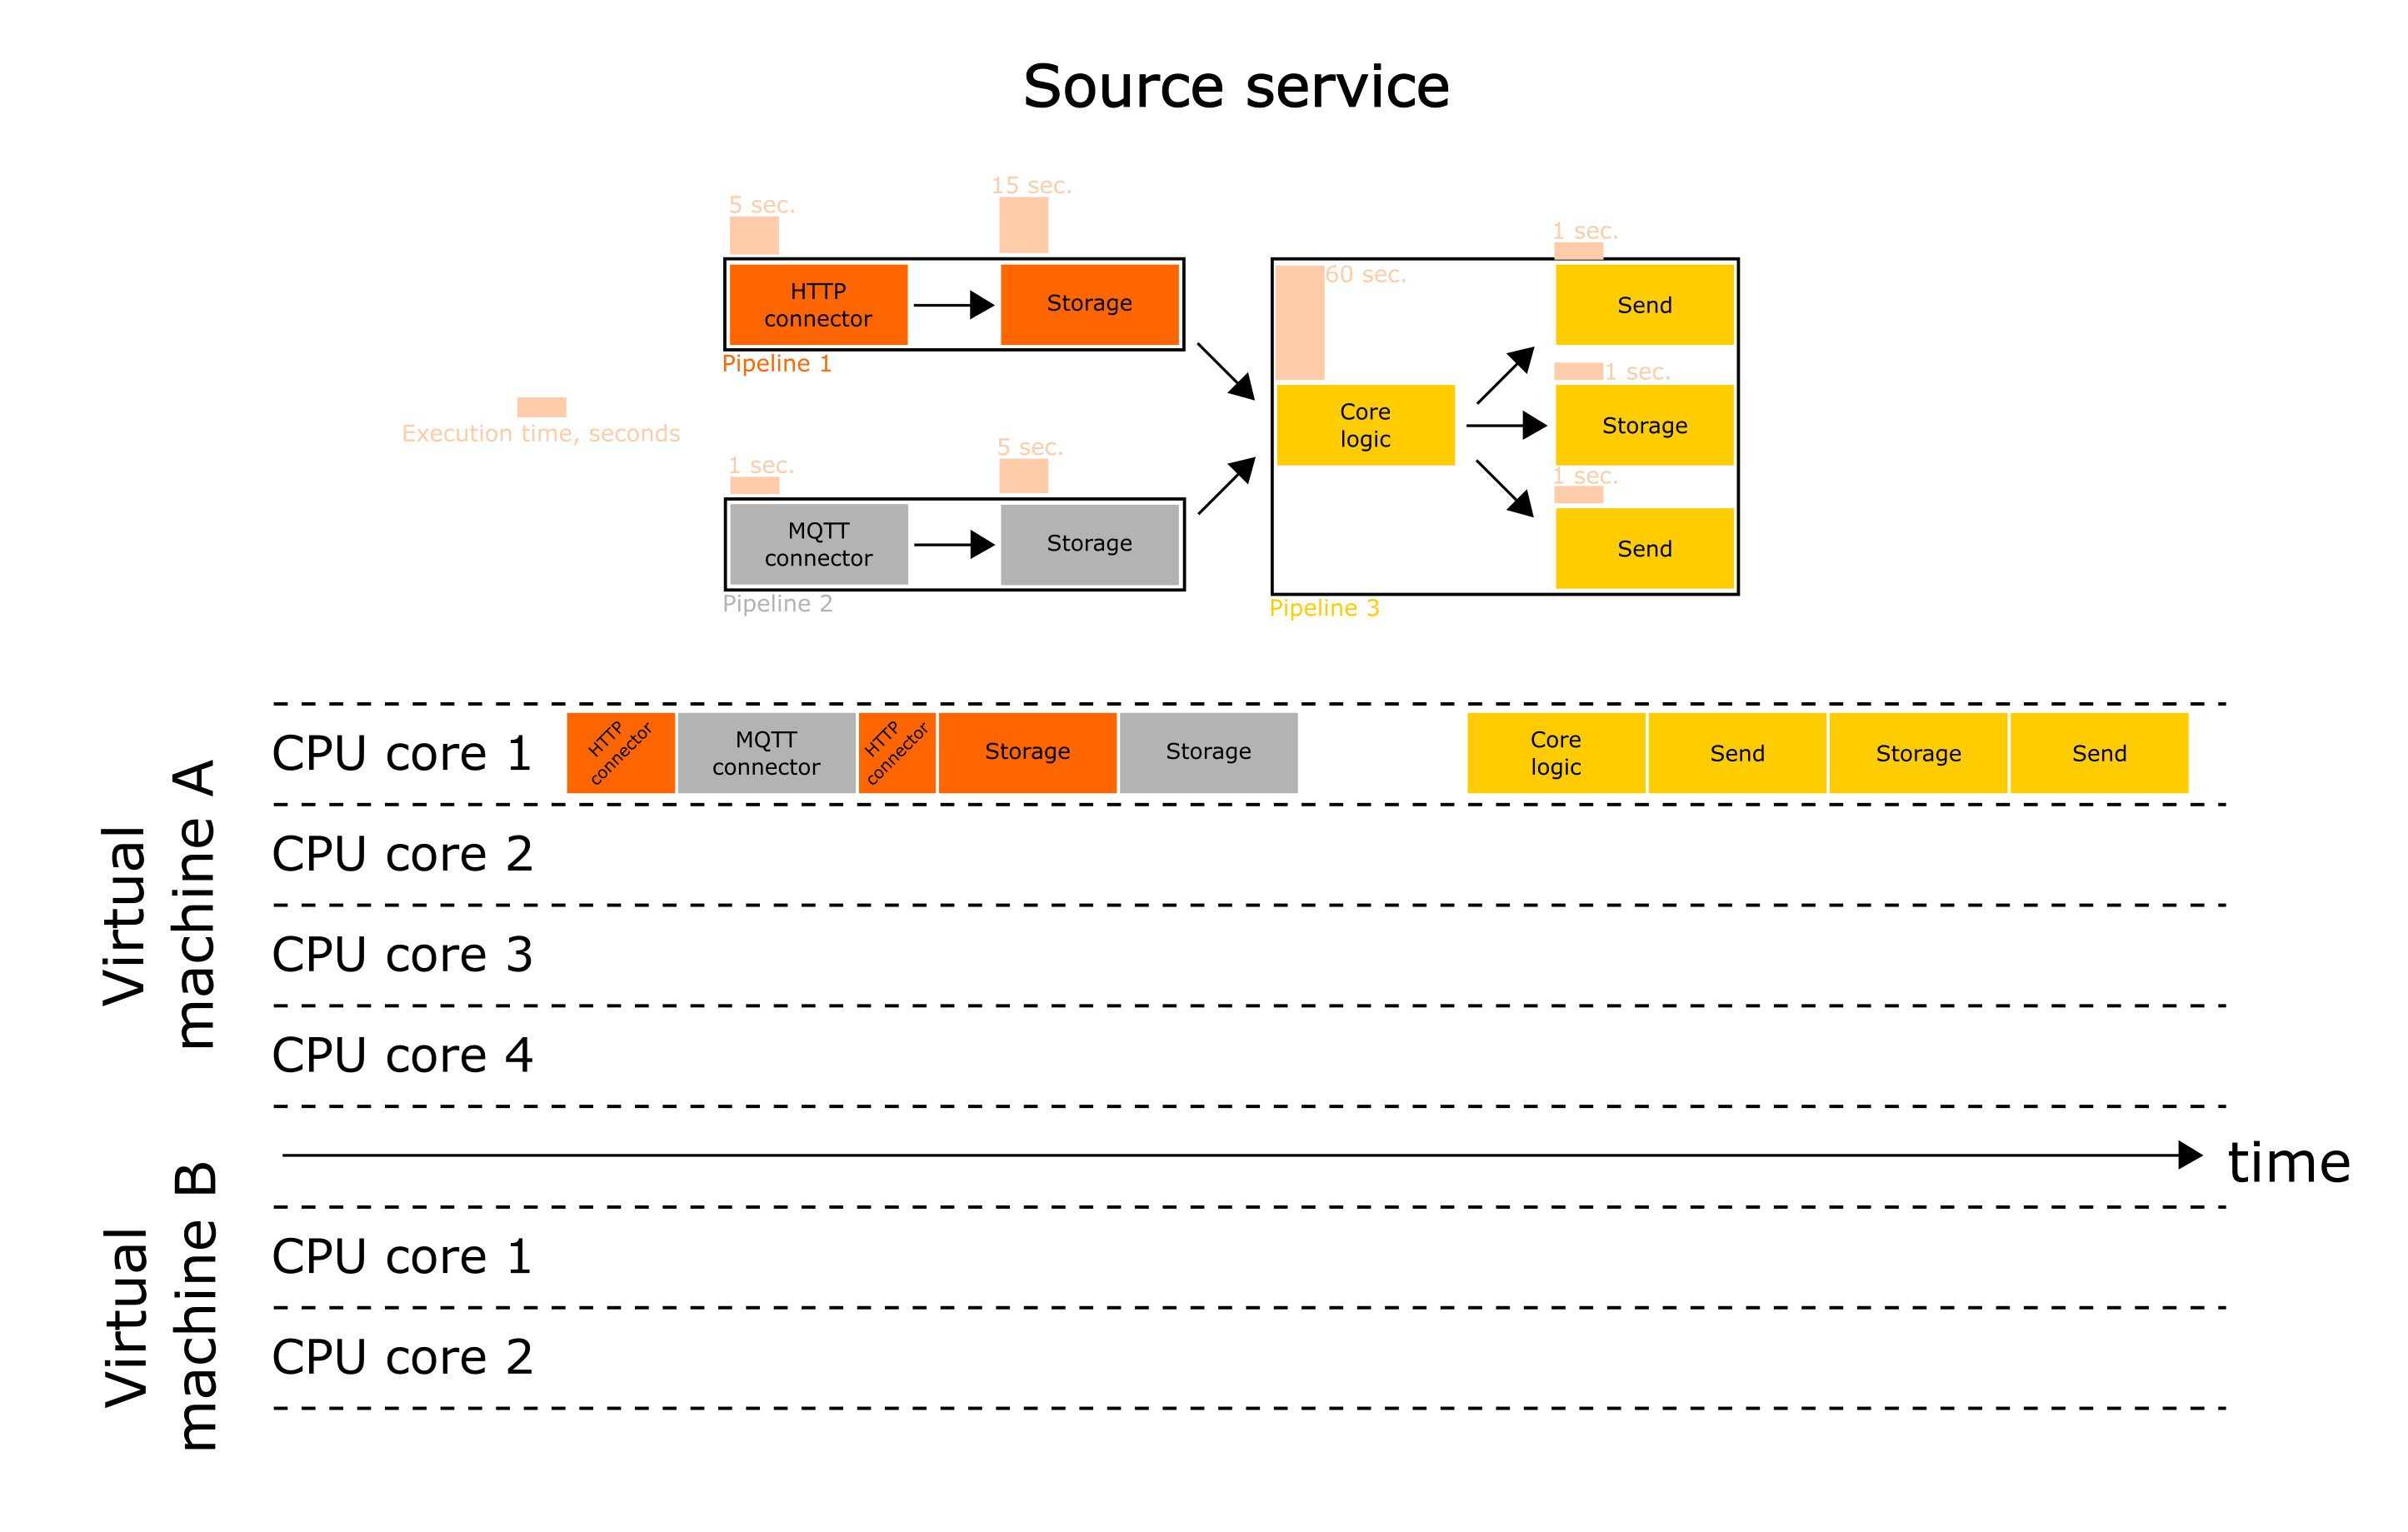 Source service
5 sec.
15 sec.
HTTP
connector
Storage
Pipeline 1
60 sec.
1 sec.
Send
Core
logic
1 sec.
Storage
1 sec.
Send
Pipeline 3
Execution time, seconds
1 sec.
5 sec.
MQTT
connector
Storage
Pipeline 2
Virtual
machine A
CPU core 1
HTTP
connector
MQTT
connector
HTTP
connector
Storage
Storage
Core
logic
Send
Storage
Send
CPU core 2
CPU core 3
CPU core 4
time
Virtual
machine B
CPU core 1
CPU core 2